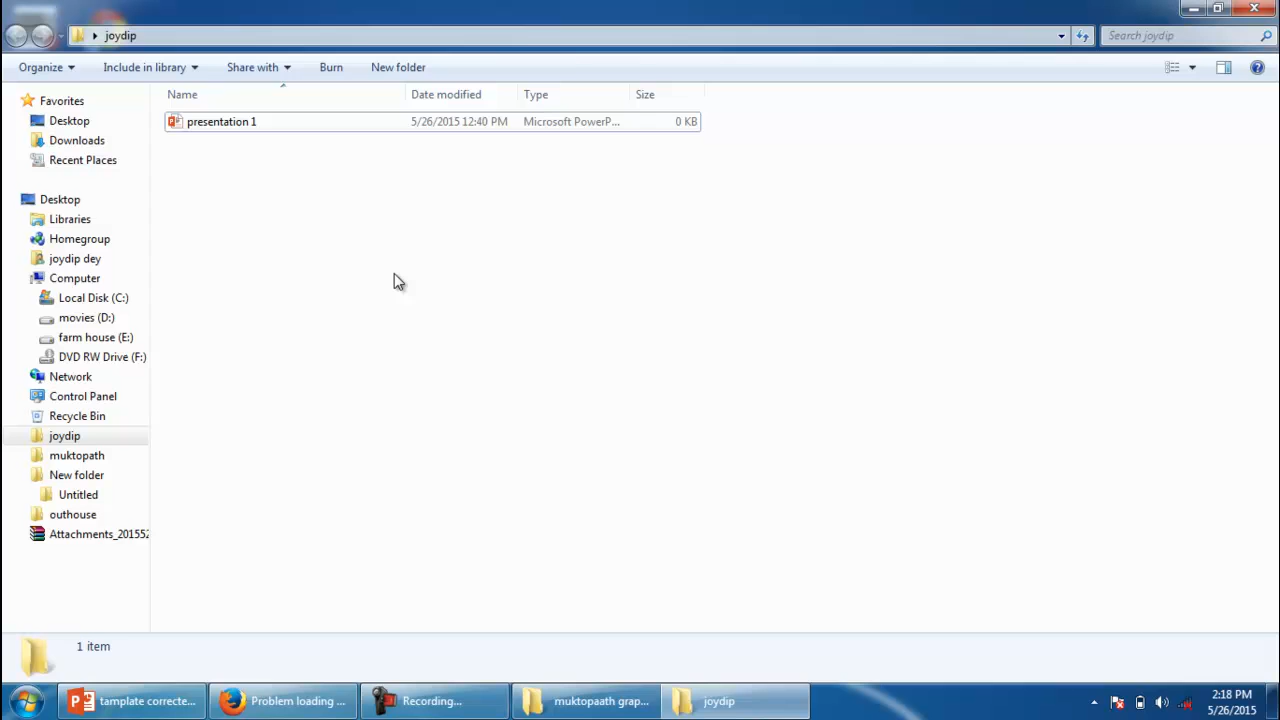 joydip
Search joydip
Organize
Include in library
Share with
Burn
New folder
Name
Date modified
Type
Size
presentation 1
5/26/2015 12:40 PM
Microsoft PowerP...
0 KB
Favorites
Desktop
Downloads
Recent Places
Desktop
Libraries
Homegroup
joydip dey
Computer
Local Disk (C:)
movies (D:)
farm house (E:)
DVD RW Drive (F:)
Network
Control Panel
Recycle Bin
joydip
muktopath
New folder
Untitled
outhouse
Attachments_201552
1 item
tamplate correcte...
Problem loading ...
Recording...
muktopaath grap...
joydip
2:18 PM
5/26/2015